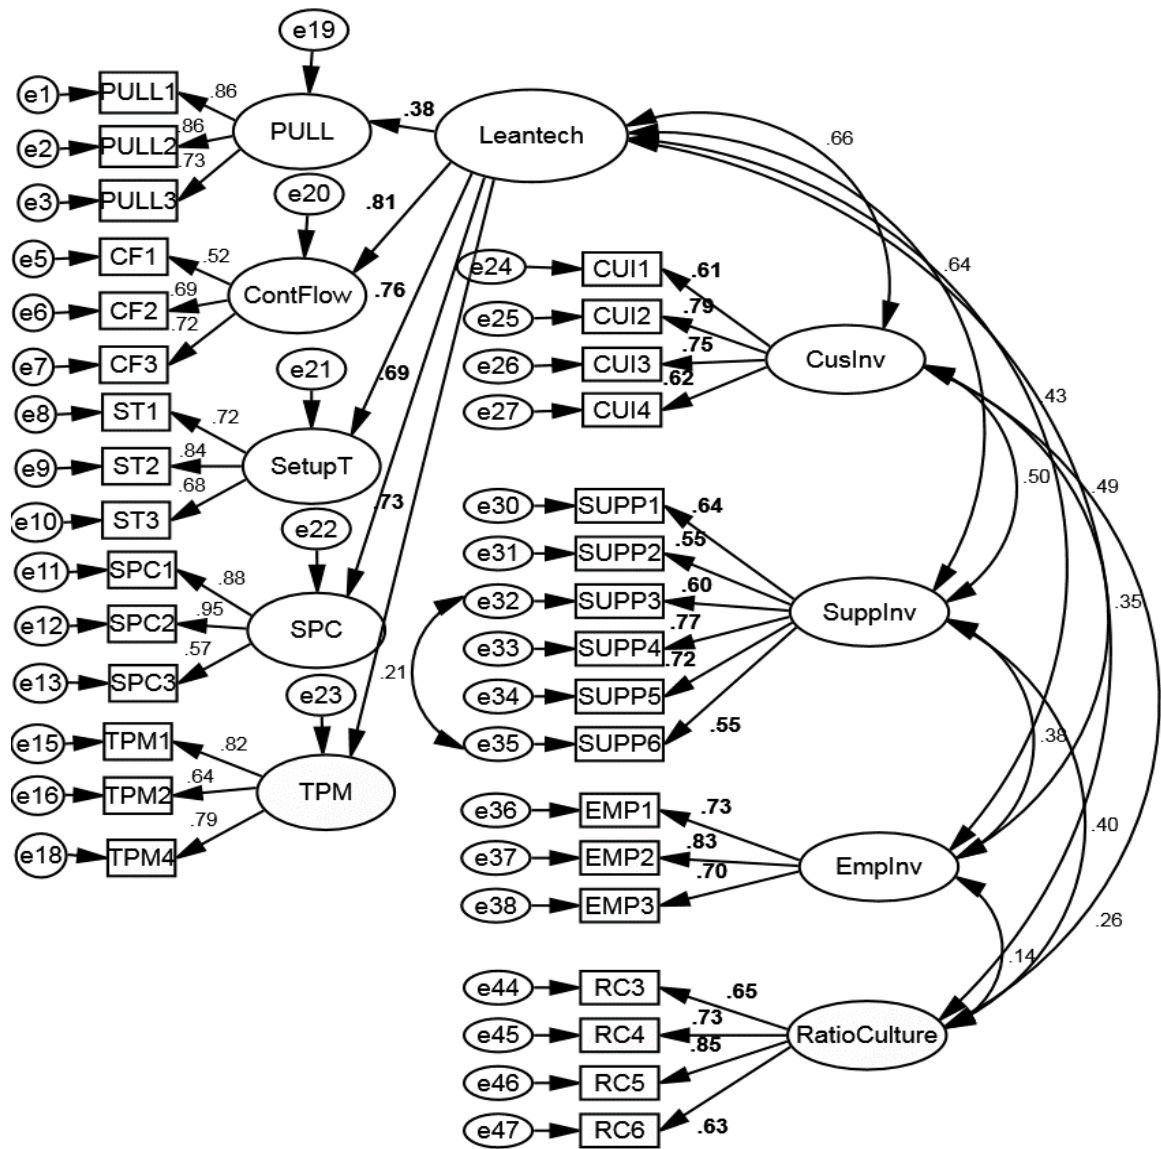 e19
e1 PULL1 .86
PULL .38 Leantech
e2 PULL2 .86
.66
e3 PULL3 .73
e20
.81
e5 CF1 .52
e24 CUI1 .61
.64
ContFlow .76
e6 CF2 .69
e25 CUI2 .79
e7 CF3 .72
e26 CUI3 .75
CusInv
e21 .69
e27 CUI4 .62
.43
e8 ST1 .72
e9 ST2 .84
SetupT
.50 .49
e10 ST3 .68
e22 .73
e30 SUPP1 .64
e11 SPC1 .88
e31 SUPP2 .55
e12 SPC2 .95
SPC
e32 SUPP3 .60
SuppInv .35
e13 SPC3 .57
.21
e33 SUPP4 .77
e23
e34 SUPP5 .72
e15 TPM1 .82
e35 SUPP6 .55
.38
e16 TPM2 .64
TPM
e36 EMP1 .73
.40
e18 TPM4 .79
e37 EMP2 .83
EmpInv
e38 EMP3 .70
.26
.14
e44 RC3 .65
e45 RC4 .73
RatioCulture
e46 RC5 .85
e47 RC6 .63